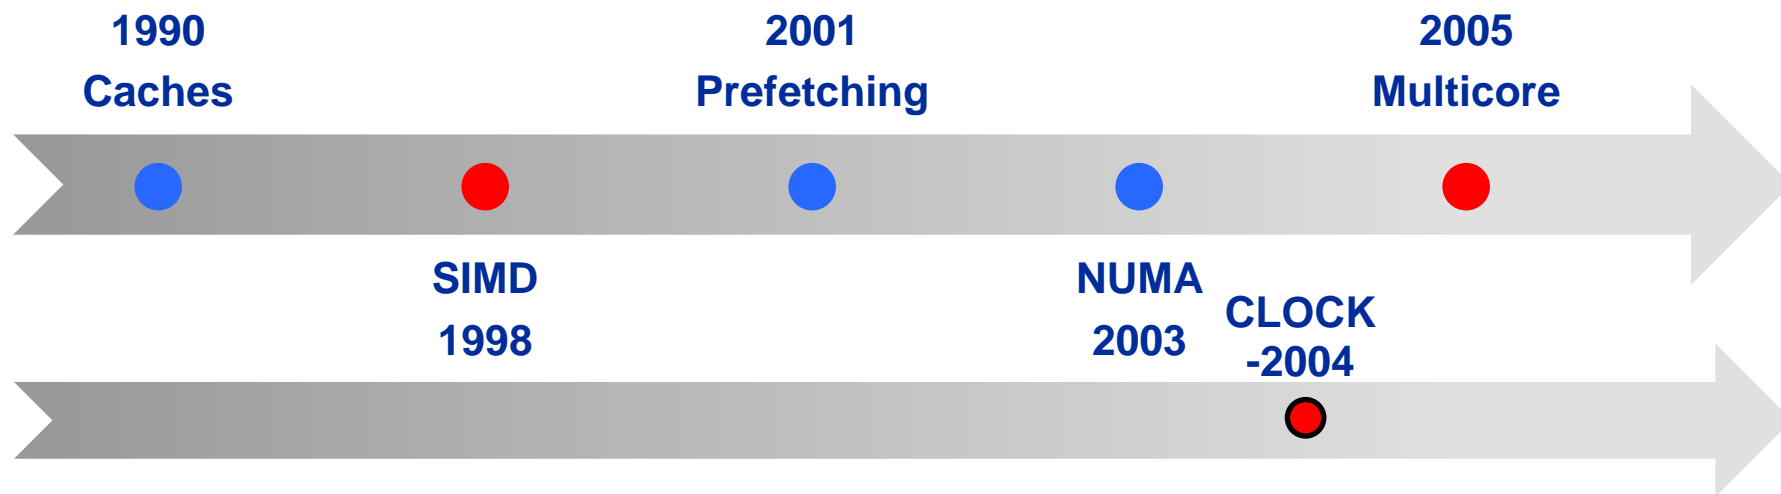 1990
Caches
2001
Prefetching
2005
Multicore
SIMD
1998
NUMA
2003
CLOCK
-2004